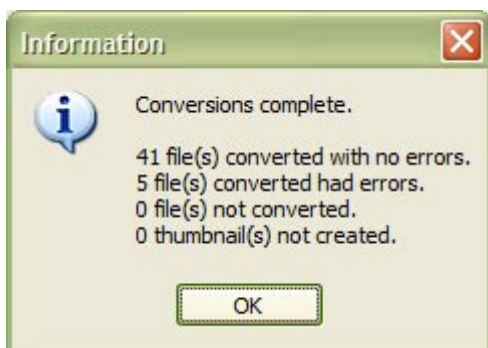 Information
Conversions complete.
41 file(s) converted with no errors.
5 file(s) converted had errors.
0 file(s) not converted.
0 thumbnail(s) not created.
OK